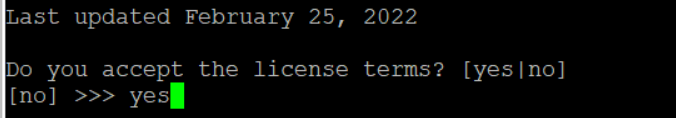 Last updated February 25, 2022
Do you accept the license terms? [yes|no]
[no] >>> yes